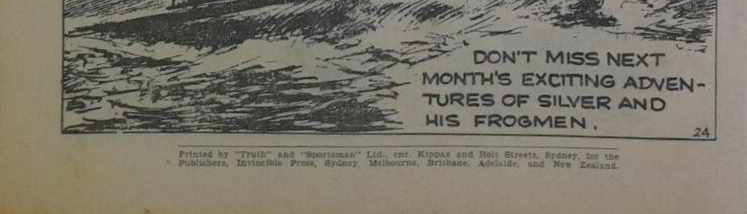 DON'T MISS NEXT
MONTH'S EXCITING ADVEN-
TURES OF SILVER AND
HIS FROGMEN.
24
Printed by "Truth" and "Sportsman" Ltd., cnr. Kippax and Holt Streets, Sydney, for the
Publishers, Invincible Press, Sydney, Melbourne, Brisbane, Adelaide, and New Zealand.